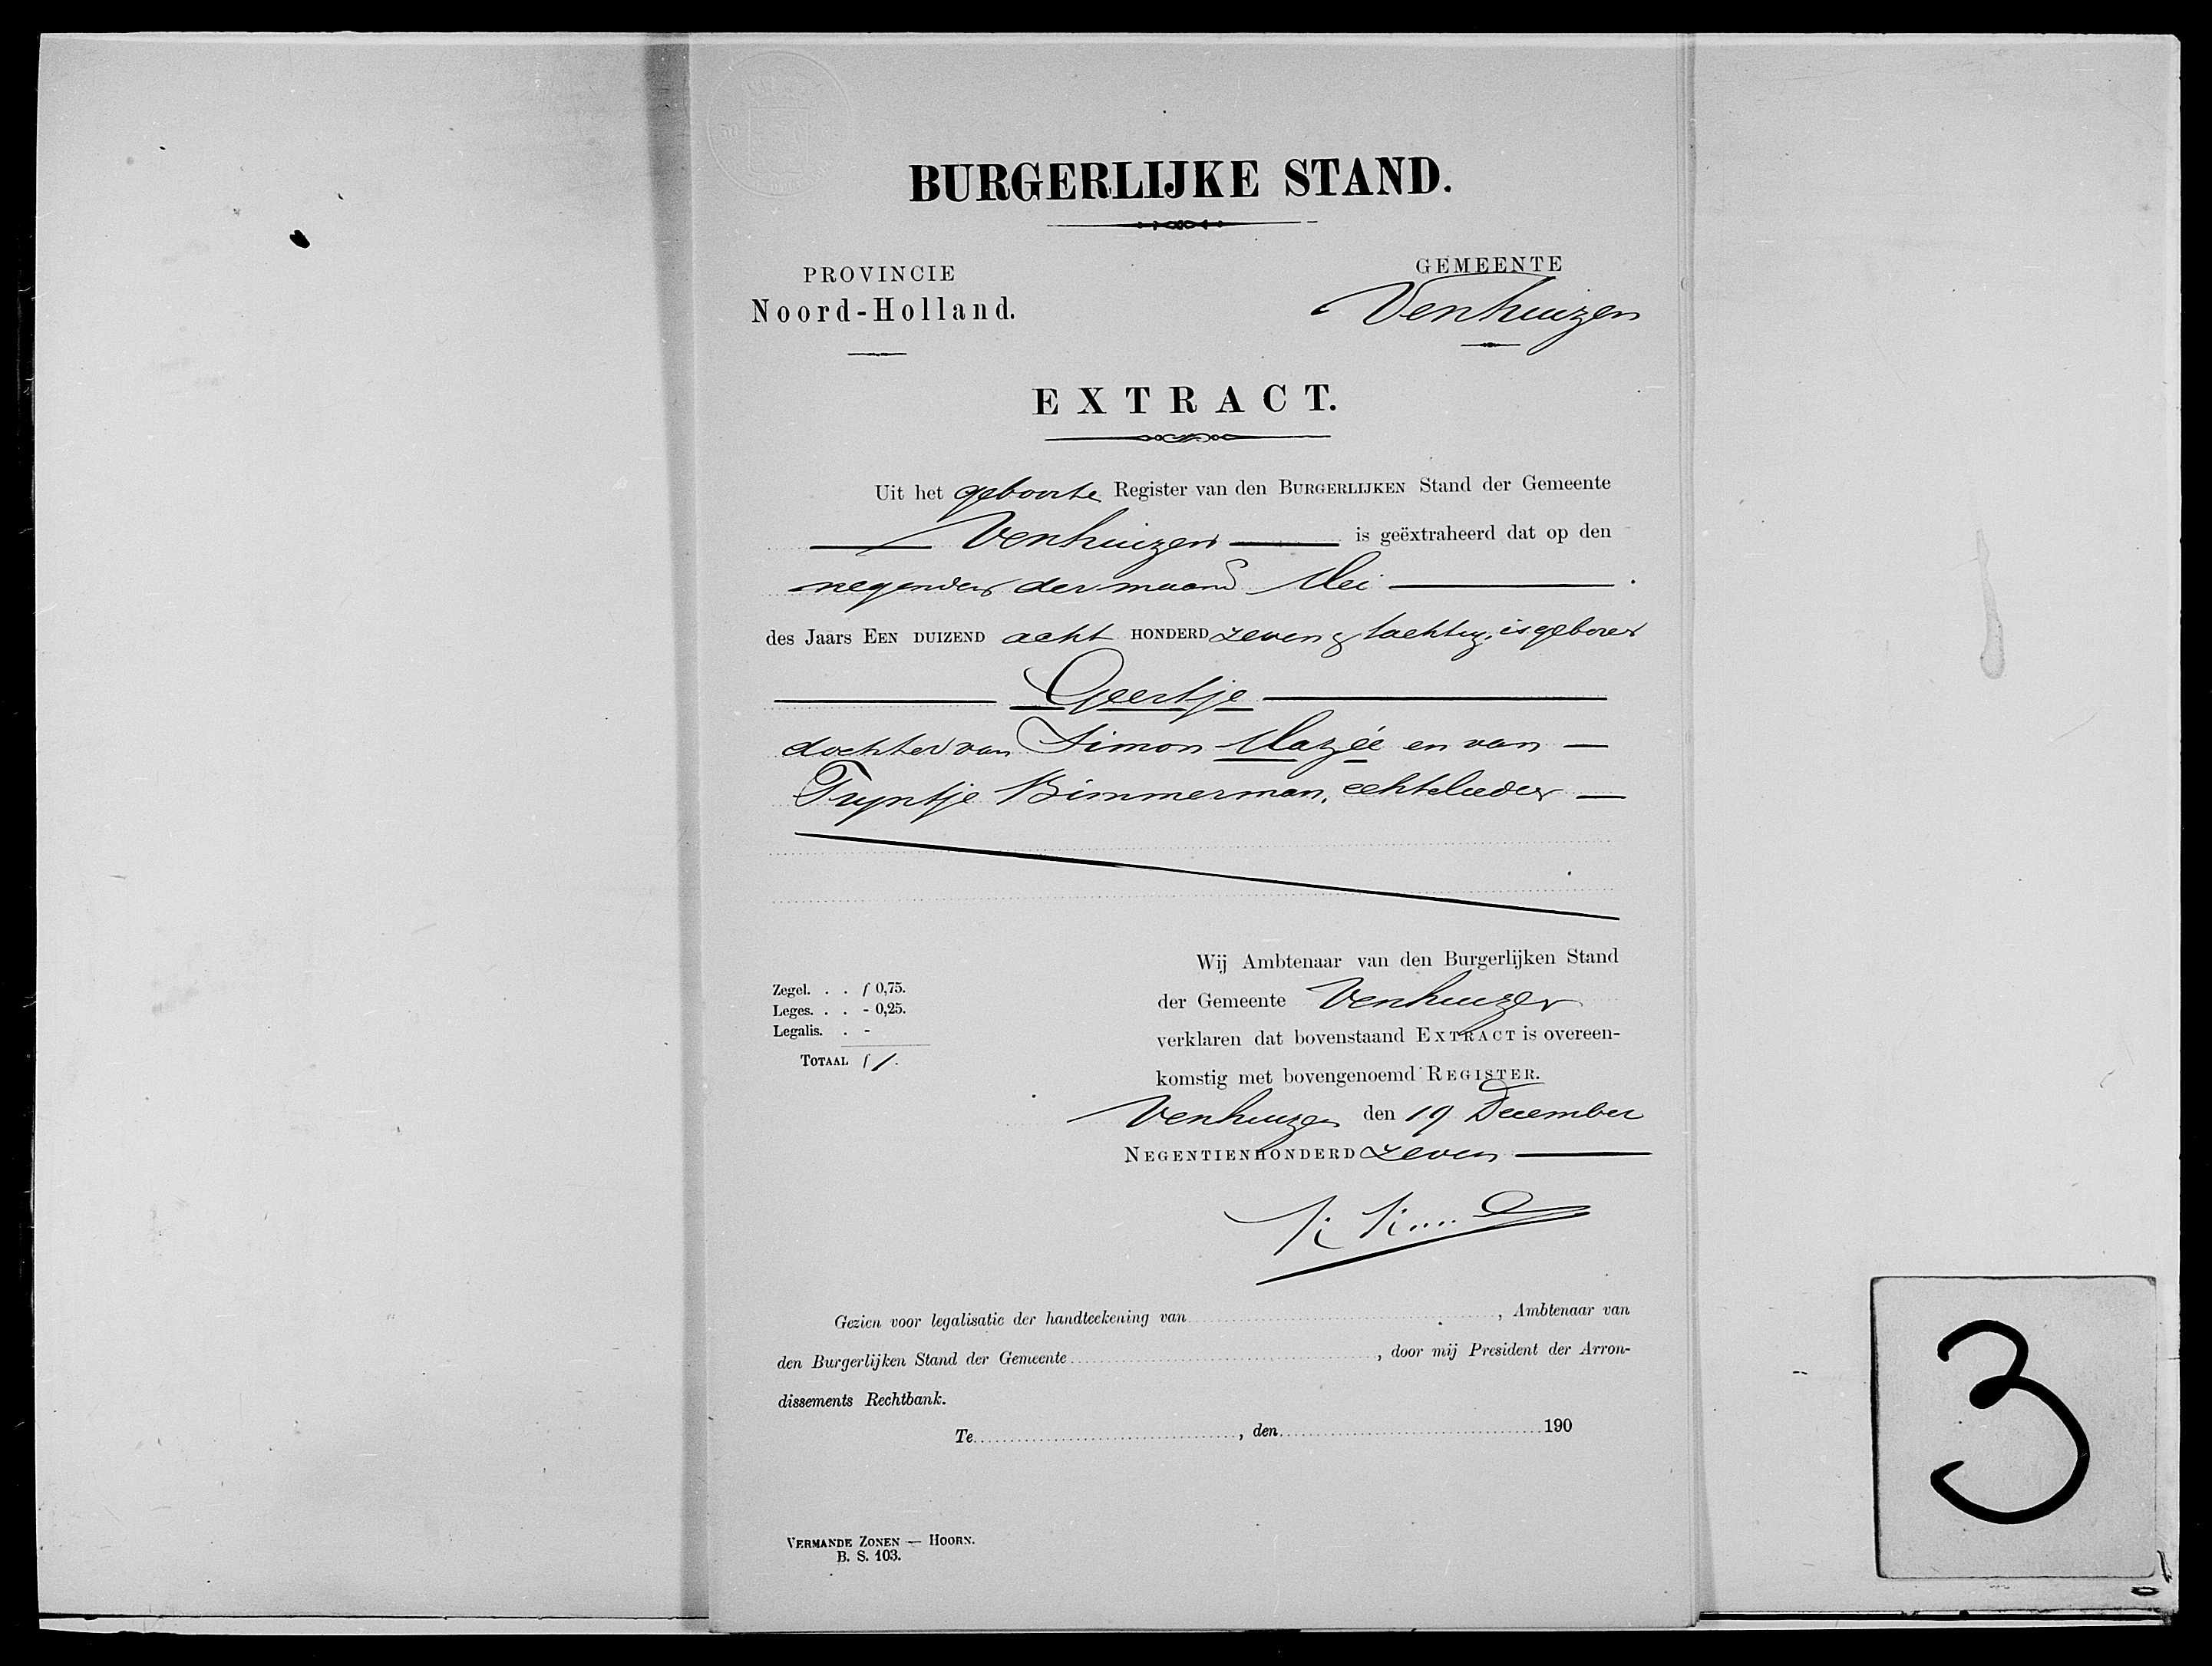 BURGERLIJKE STAND.
PROVINCIE
Noord-Holland.
GEMEENTE
Venhuizen
EXTRACT.
Uit het geboorte Register van den BURGERLIJKEN Stand der Gemeente
Venhuizen is geëxtraheerd dat op den
negenden der maand Mei
des Jaars EEN DUIZEND acht HONDERD zeven & tachtig, is geboren
Geertje
dochter van Simon Mazéé en van
Trijntje Bimmerman, echtelieden
Wij Ambtenaar van den Burgerlijken Stand
der Gemeente Venhuizen
verklaren dat bovenstaand EXTRACT is overeen-
komstig met bovengenoemd REGISTER.
Zegel. . . f 0,75.
Leges. . . - 0,25.
Legalis. . -
TOTAAL f 1.
Venhuizen den 19 December
NEGENTIENHONDERD zeven
Gezien voor legalisatie der handteekening van , Ambtenaar van
den Burgerlijken Stand der Gemeente , door mij President der Arron-
dissements Rechtbank.
Te , den 190
VERMANDE ZONEN — HOORN.
B. S. 103.
3